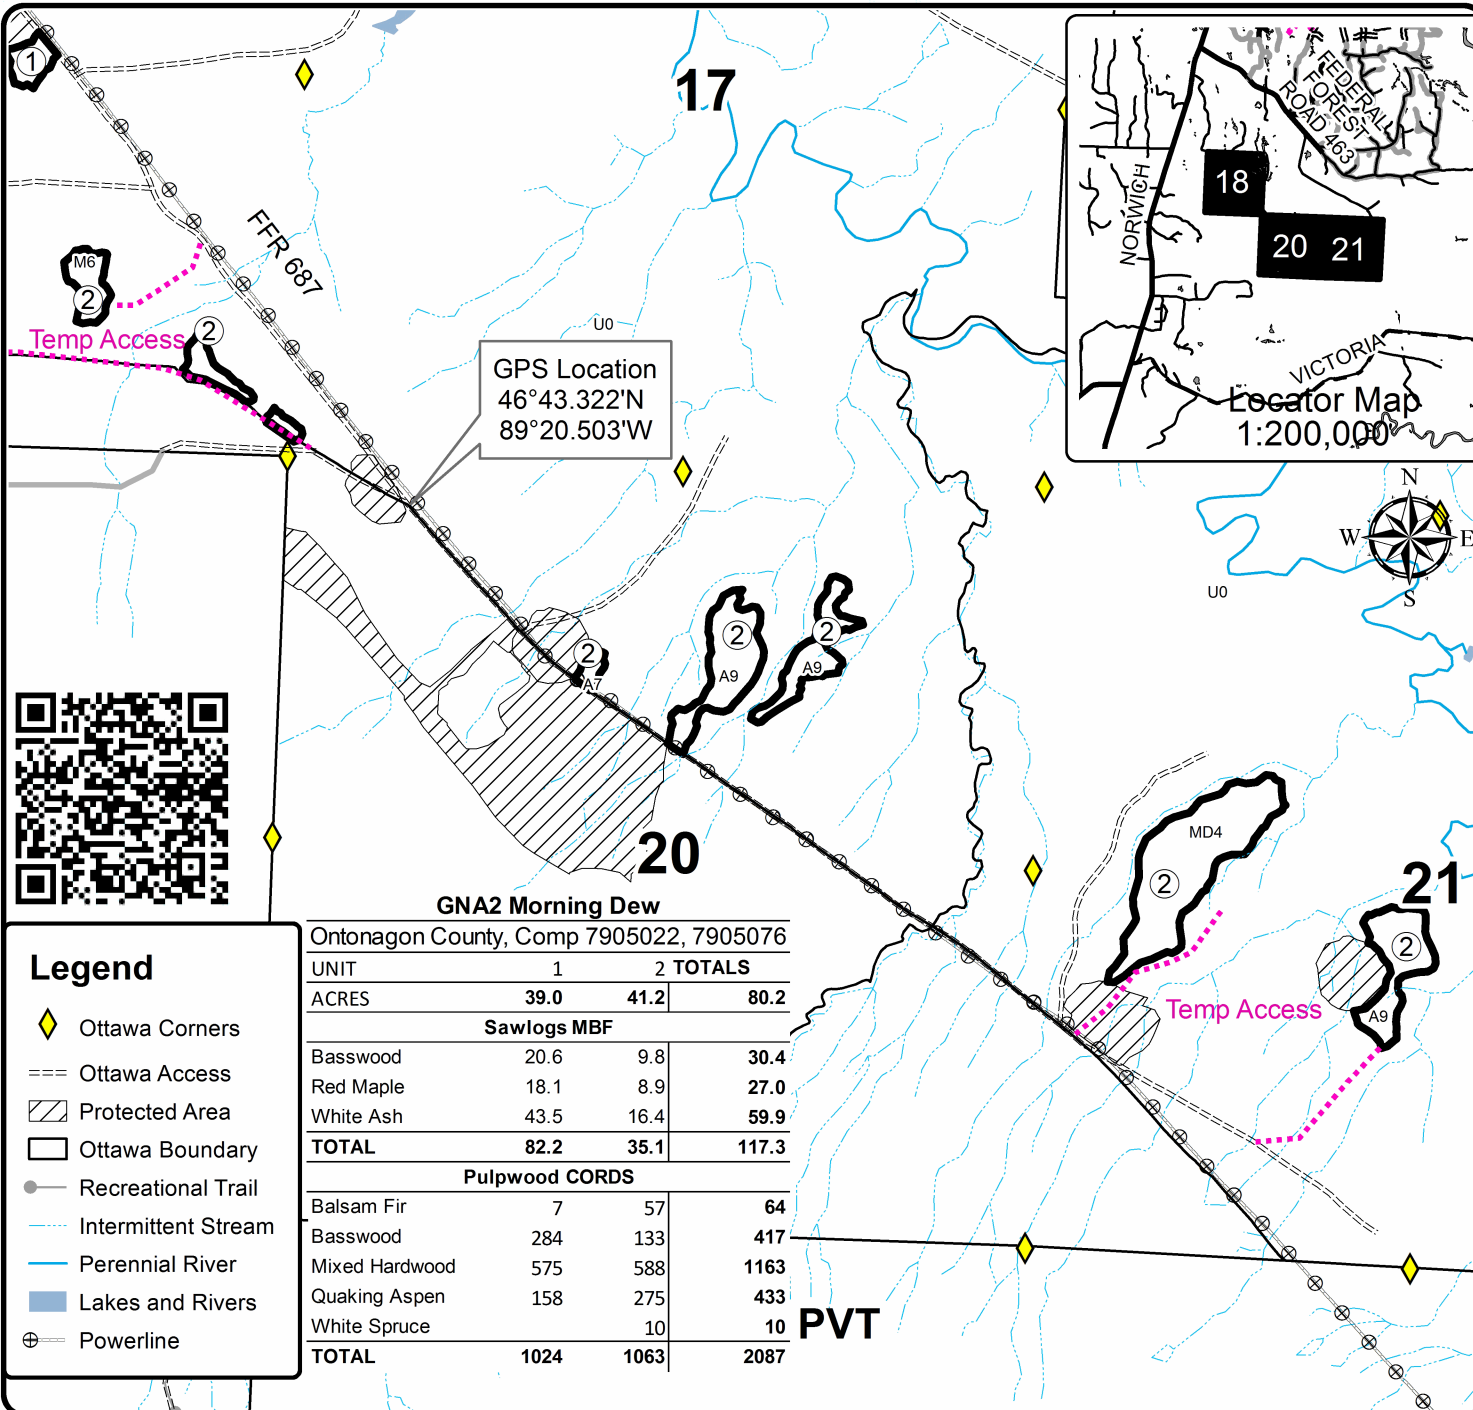 1
17
FFR 687
M6
2
Temp Access
2
U0
GPS Location
46°43.322'N
89°20.503'W
FEDERAL
FOREST
ROAD 463
18
20 21
NORWICH
VICTORIA
Locator Map
1:200,000
N
W E
S
U0
2
A7
2
A9
2
A9
20
MD4
2
21
2
A9
Temp Access
PVT
Legend
Ottawa Corners
Ottawa Access
Protected Area
Ottawa Boundary
Recreational Trail
Intermittent Stream
Perennial River
Lakes and Rivers
Powerline
GNA2 Morning Dew
Ontonagon County, Comp 7905022, 7905076
UNIT 1 2 TOTALS
ACRES 39.0 41.2 80.2
Sawlogs MBF
Basswood 20.6 9.8 30.4
Red Maple 18.1 8.9 27.0
White Ash 43.5 16.4 59.9
TOTAL 82.2 35.1 117.3
Pulpwood CORDS
Balsam Fir 7 57 64
Basswood 284 133 417
Mixed Hardwood 575 588 1163
Quaking Aspen 158 275 433
White Spruce 10 10
TOTAL 1024 1063 2087